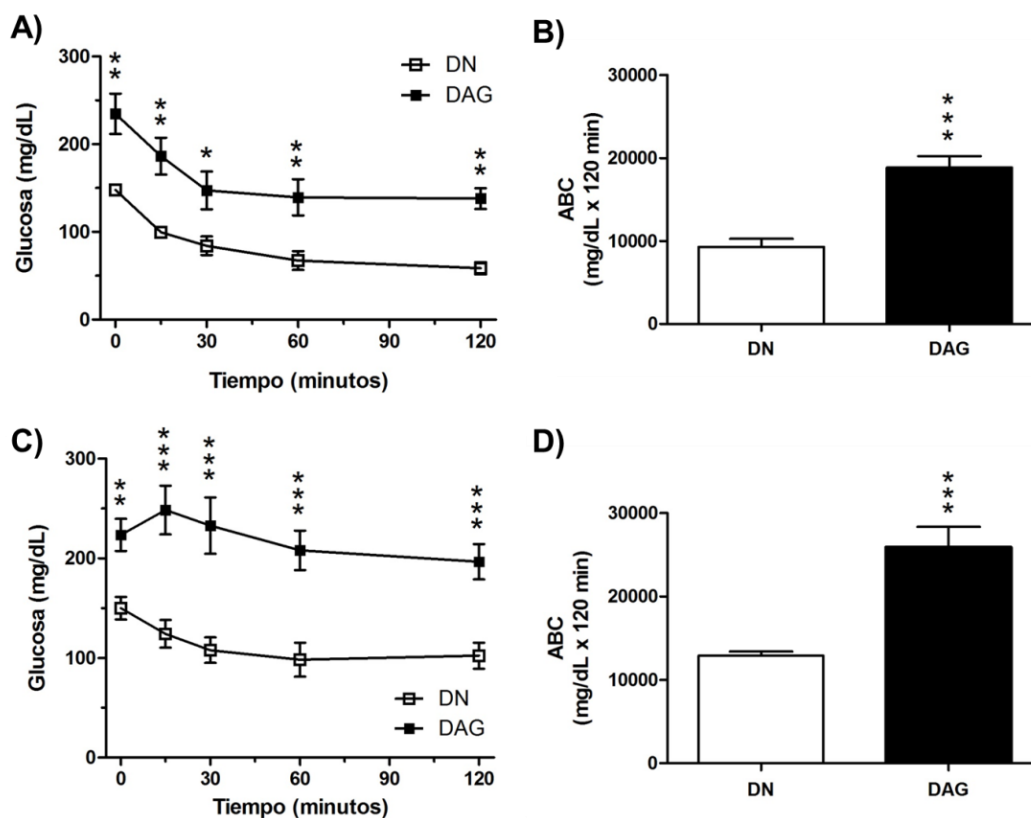 A)
Glucosa (mg/dL)
300
200
100
0
**
**
*
**
**
DN
DAG
0
30
60
90
120
Tiempo (minutos)
B)
ABC
(mg/dL x 120 min)
30000
20000
10000
0
***
DN
DAG
C)
Glucosa (mg/dL)
300
200
100
0
**
***
***
***
***
DN
DAG
0
30
60
90
120
Tiempo (minutos)
D)
ABC
(mg/dL x 120 min)
30000
20000
10000
0
***
DN
DAG